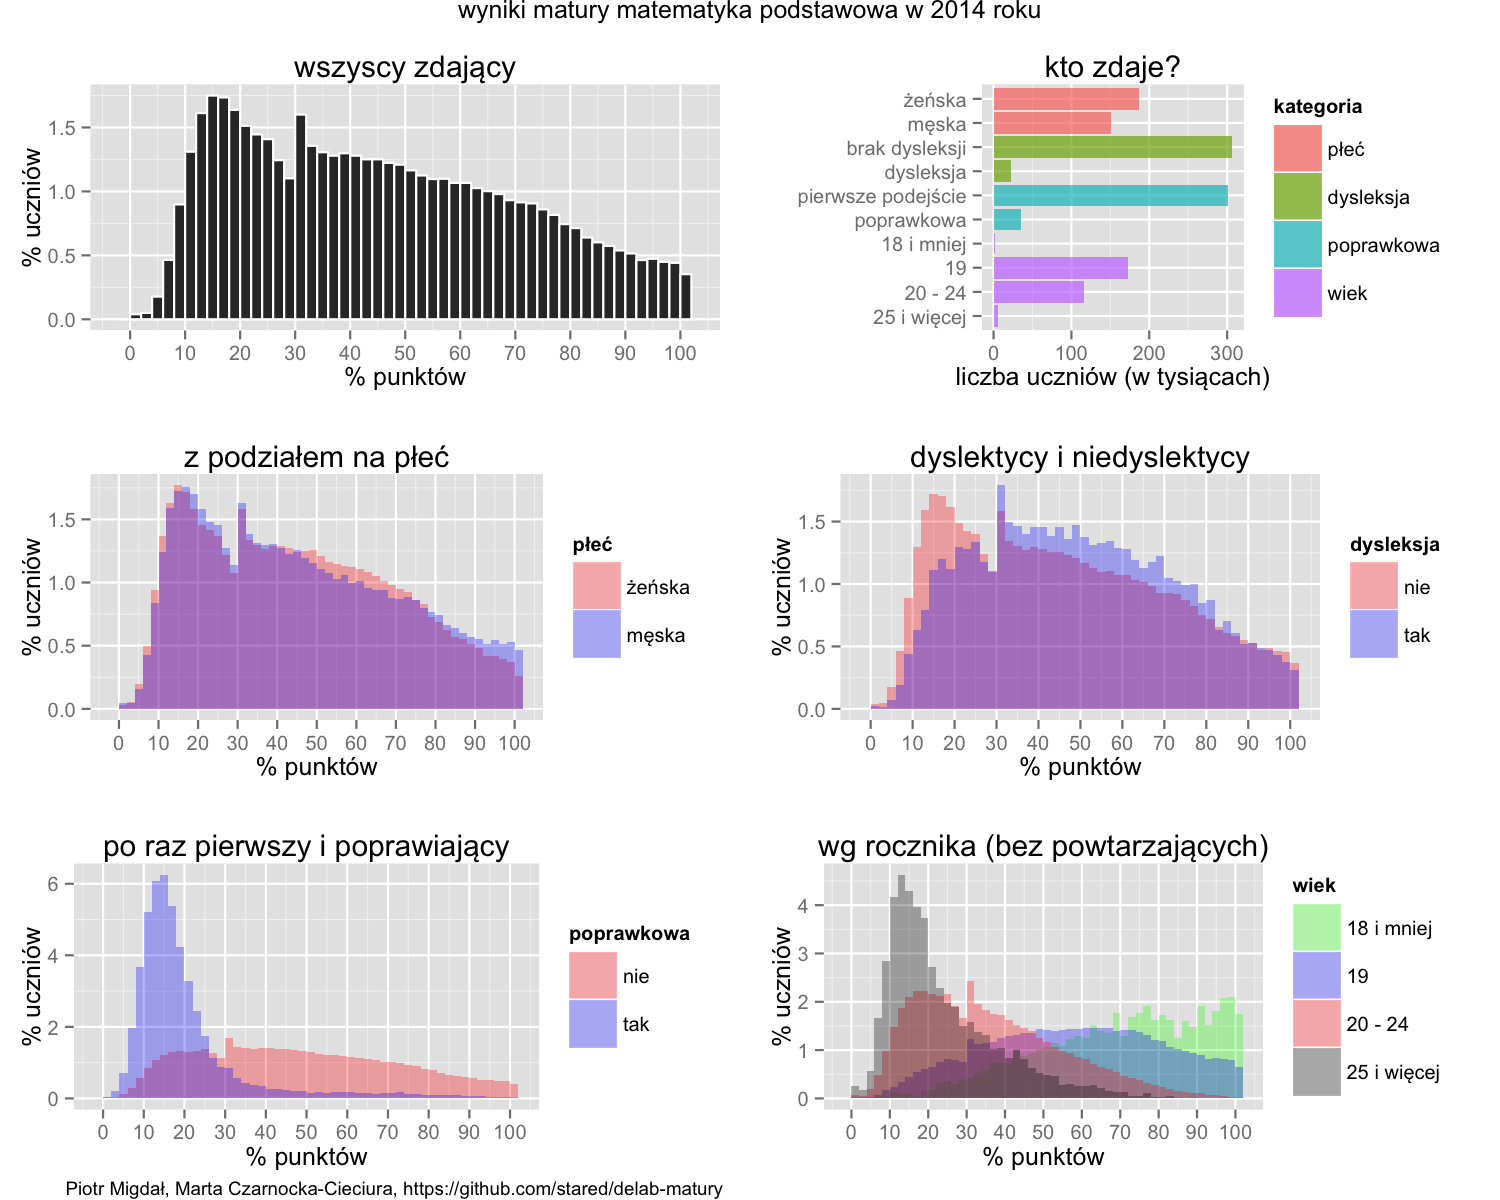 wyniki matury matematyka podstawowa w 2014 roku
wszyscy zdający
% uczniów
1.5
1.0
0.5
0.0
0 10 20 30 40 50 60 70 80 90 100
% punktów
kto zdaje?
żeńska
męska
brak dysleksji
dysleksja
pierwsze podejście
poprawkowa
18 i mniej
19
20 - 24
25 i więcej
0 100 200 300
liczba uczniów (w tysiącach)
kategoria
płeć
dysleksja
poprawkowa
wiek
z podziałem na płeć
% uczniów
1.5
1.0
0.5
0.0
0 10 20 30 40 50 60 70 80 90 100
% punktów
płeć
żeńska
męska
dyslektycy i niedyslektycy
% uczniów
1.5
1.0
0.5
0.0
0 10 20 30 40 50 60 70 80 90 100
% punktów
dysleksja
nie
tak
po raz pierwszy i poprawiający
% uczniów
6
4
2
0
0 10 20 30 40 50 60 70 80 90 100
% punktów
poprawkowa
nie
tak
wg rocznika (bez powtarzających)
% uczniów
4
3
2
1
0
0 10 20 30 40 50 60 70 80 90 100
% punktów
wiek
18 i mniej
19
20 - 24
25 i więcej
Piotr Migdał, Marta Czarnocka-Cieciura, https://github.com/stared/delab-matury